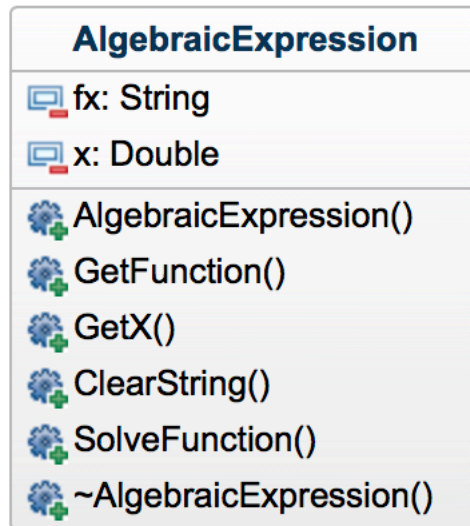 AlgebraicExpression
fx: String
x: Double
AlgebraicExpression()
GetFunction()
GetX()
ClearString()
SolveFunction()
~AlgebraicExpression()